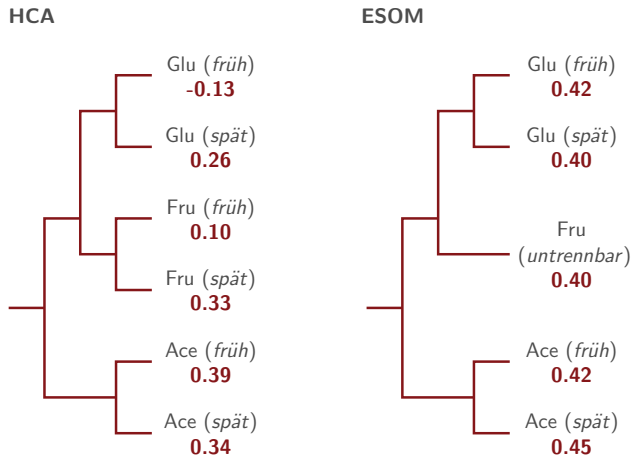 HCA
Glu (früh)
-0.13
Glu (spät)
0.26
Fru (früh)
0.10
Fru (spät)
0.33
Ace (früh)
0.39
Ace (spät)
0.34
ESOM
Glu (früh)
0.42
Glu (spät)
0.40
Fru
(untrennbar)
0.40
Ace (früh)
0.42
Ace (spät)
0.45